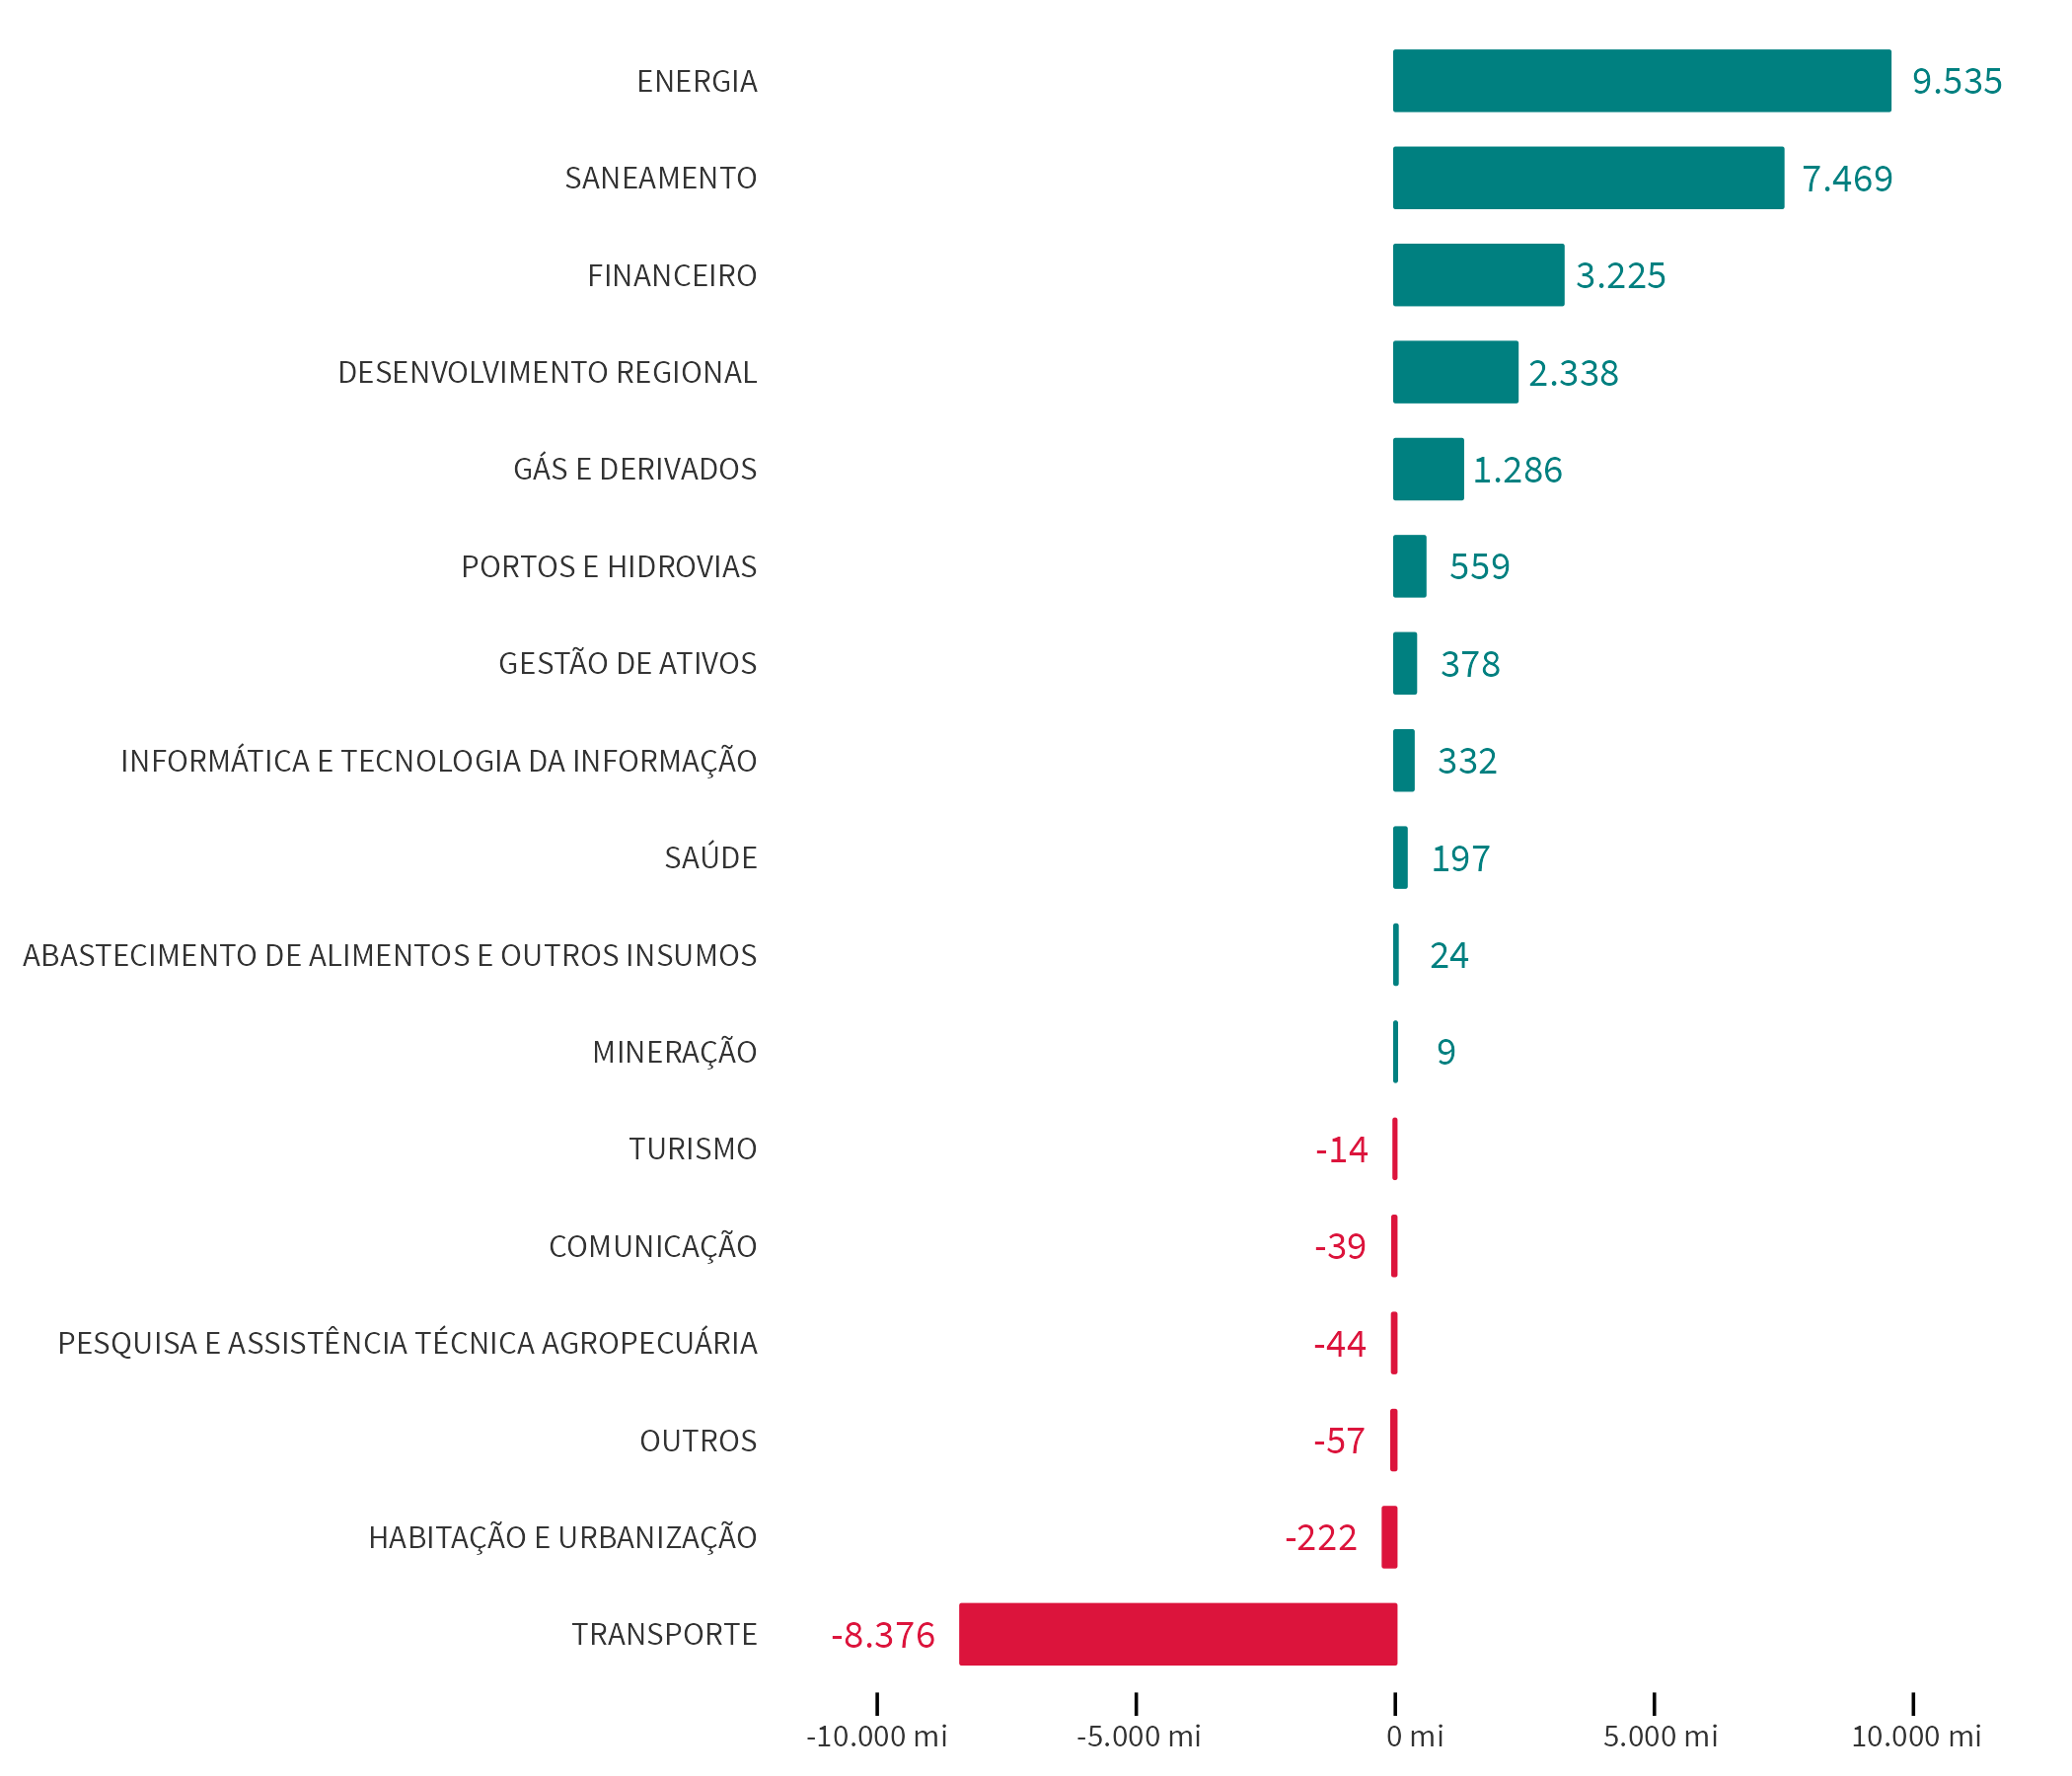 ENERGIA 9.535
SANEAMENTO 7.469
FINANCEIRO 3.225
DESENVOLVIMENTO REGIONAL 2.338
GÁS E DERIVADOS 1.286
PORTOS E HIDROVIAS 559
GESTÃO DE ATIVOS 378
INFORMÁTICA E TECNOLOGIA DA INFORMAÇÃO 332
SAÚDE 197
ABASTECIMENTO DE ALIMENTOS E OUTROS INSUMOS 24
MINERAÇÃO 9
TURISMO -14
COMUNICAÇÃO -39
PESQUISA E ASSISTÊNCIA TÉCNICA AGROPECUÁRIA -44
OUTROS -57
HABITAÇÃO E URBANIZAÇÃO -222
TRANSPORTE -8.376
-10.000 mi -5.000 mi 0 mi 5.000 mi 10.000 mi